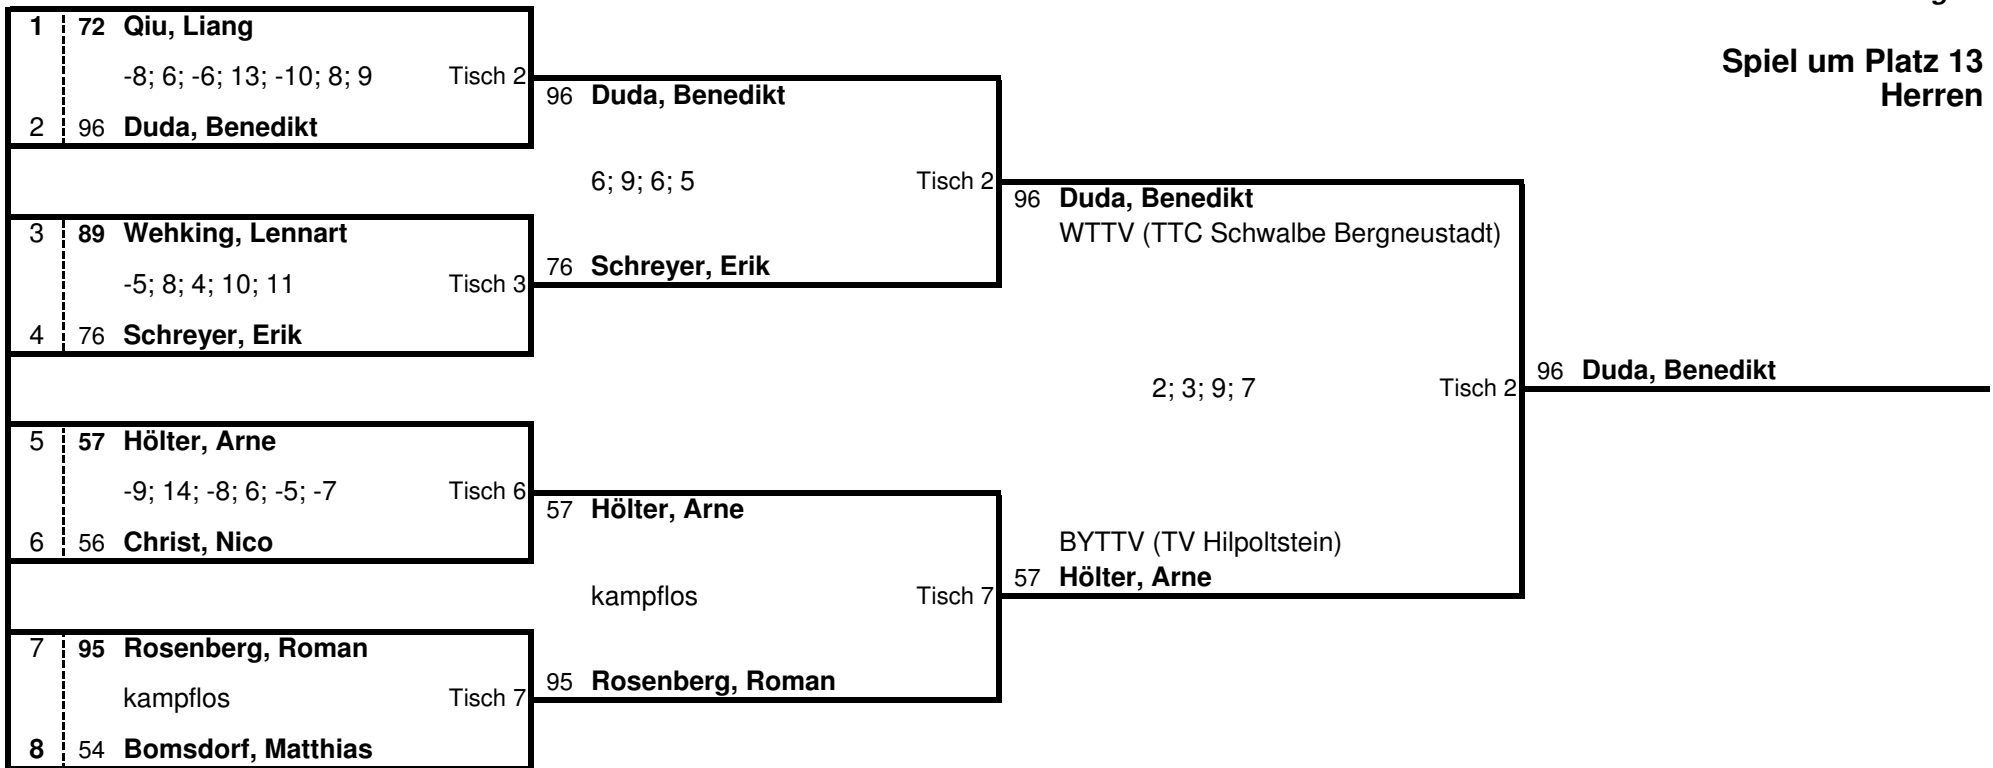 Spiel um Platz 13
Herren
1 72 Qiu, Liang
-8; 6; -6; 13; -10; 8; 9 Tisch 2
2 96 Duda, Benedikt
3 89 Wehking, Lennart
-5; 8; 4; 10; 11 Tisch 3
4 76 Schreyer, Erik
5 57 Hölter, Arne
-9; 14; -8; 6; -5; -7 Tisch 6
6 56 Christ, Nico
7 95 Rosenberg, Roman
kampflos Tisch 7
8 54 Bomsdorf, Matthias
96 Duda, Benedikt
6; 9; 6; 5 Tisch 2
76 Schreyer, Erik
57 Hölter, Arne
kampflos Tisch 7
95 Rosenberg, Roman
96 Duda, Benedikt
WTTV (TTC Schwalbe Bergneustadt)
2; 3; 9; 7 Tisch 2
BYTTV (TV Hilpoltstein)
57 Hölter, Arne
96 Duda, Benedikt